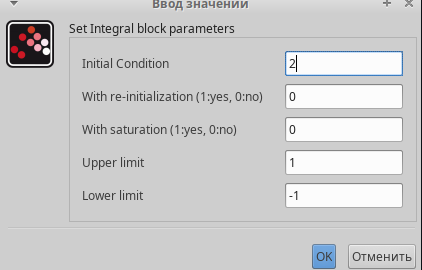 Ввод значений
Set Integral block parameters
Initial Condition 2
With re-initialization (1:yes, 0:no) 0
With saturation (1:yes, 0:no) 0
Upper limit 1
Lower limit -1
OK Отменить